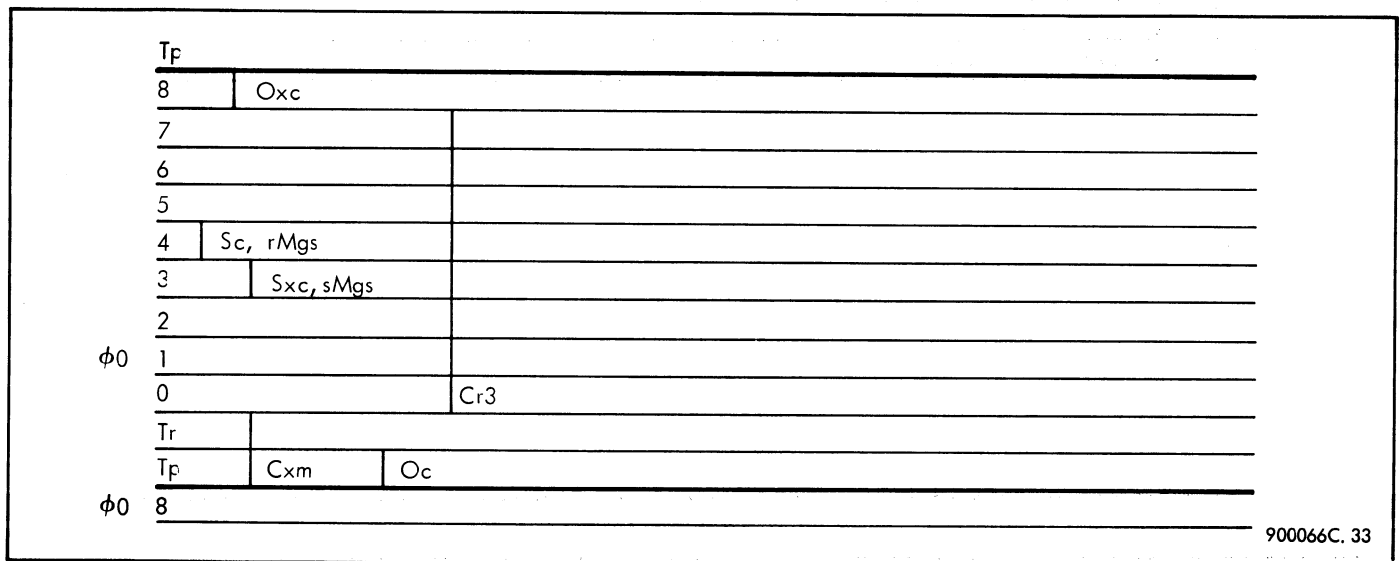 Tp
8 Oxc
7
6
5
4 Sc, rMgs
3 Sxc, sMgs
2
ϕ0 1
0 Cr3
Tr
Tp Cxm Oc
ϕ0 8
900066C. 33